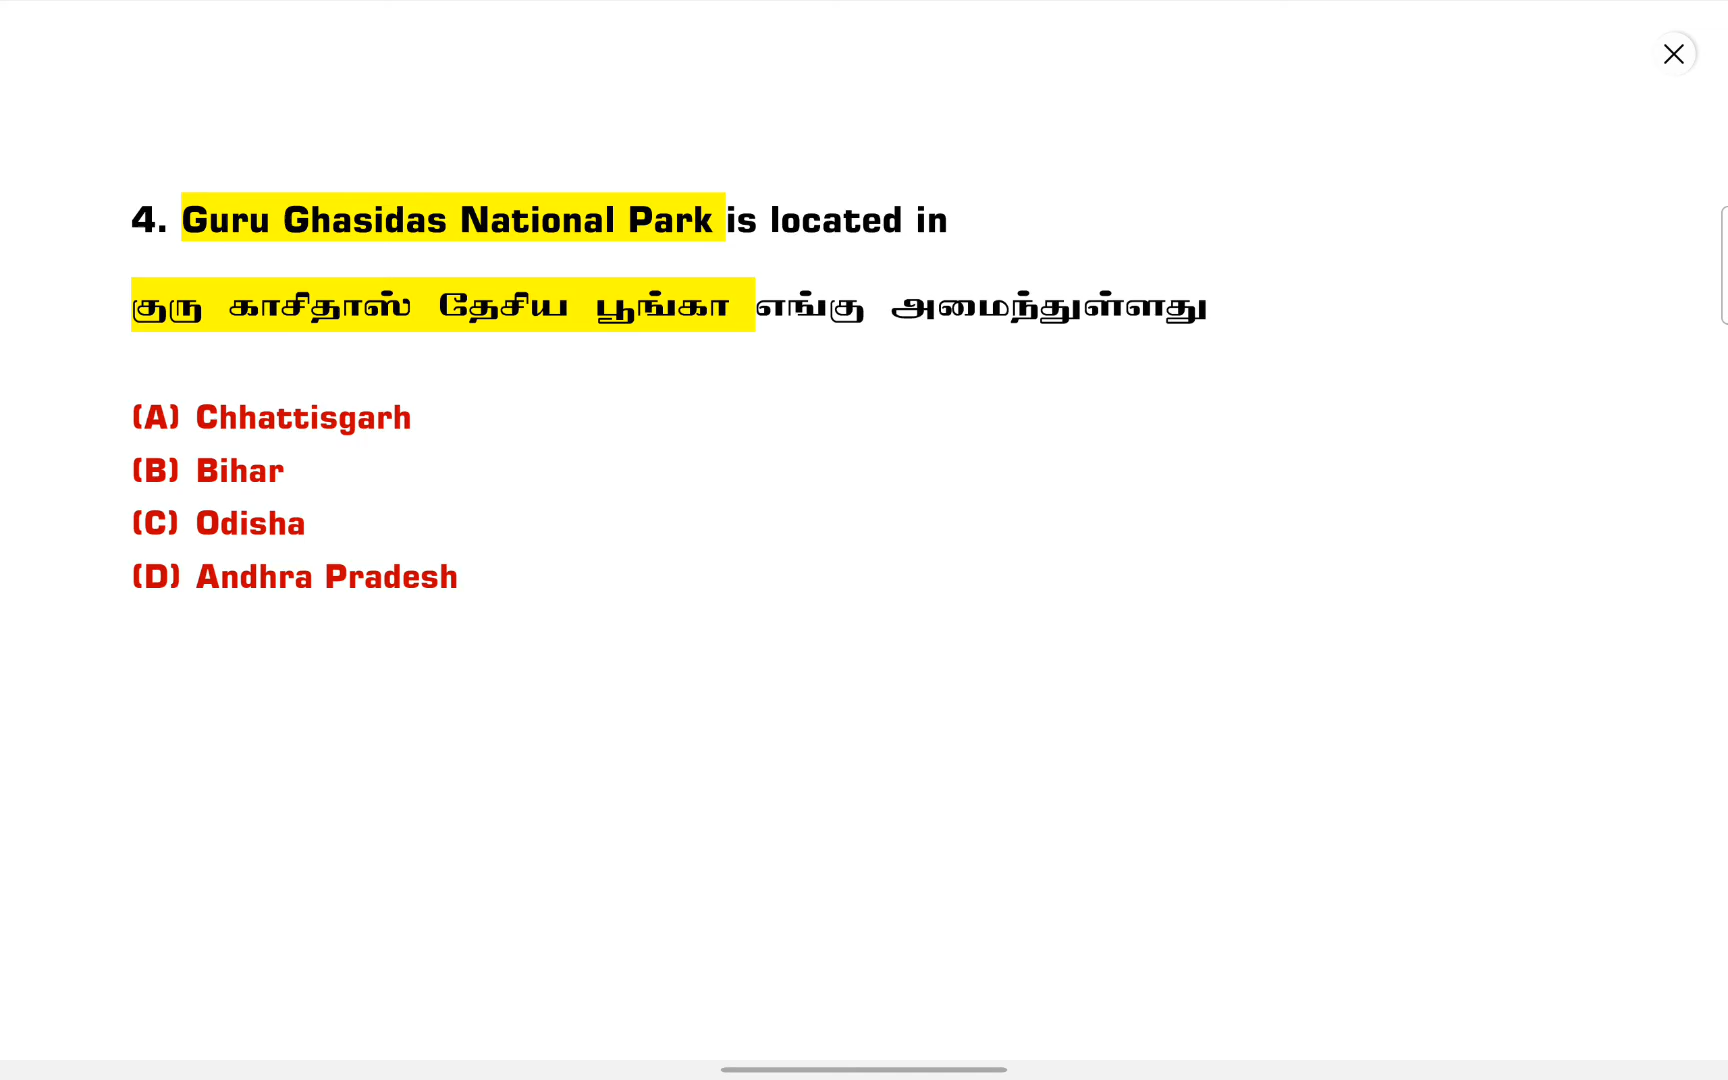 4. Guru Ghasidas National Park is located in
குரு காசிதாஸ் தேசிய பூங்கா எங்கு அமைந்துள்ளது
(A) Chhattisgarh
(B) Bihar
(C) Odisha
(D) Andhra Pradesh